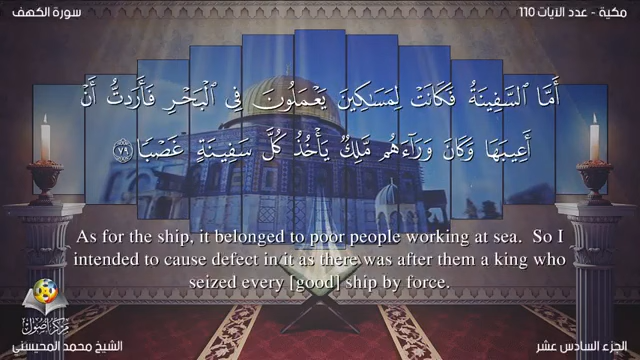 مكية - عدد الآيات 110
سورة الكهف
أَمَّا ٱلسَّفِينَةُ فَكَانَتْ لِمَسَٰكِينَ يَعْمَلُونَ فِى ٱلْبَحْرِ فَأَرَدتُّ أَنْ
أَعِيبَهَا وَكَانَ وَرَآءَهُم مَّلِكٌ يَأْخُذُ كُلَّ سَفِينَةٍ غَصْبًا ٧٩
As for the ship, it belonged to poor people working at sea. So I
intended to cause defect in it as there was after them a king who
seized every [good] ship by force.
مركز أصول
الجزء السادس عشر
الشيخ محمد المحيسني